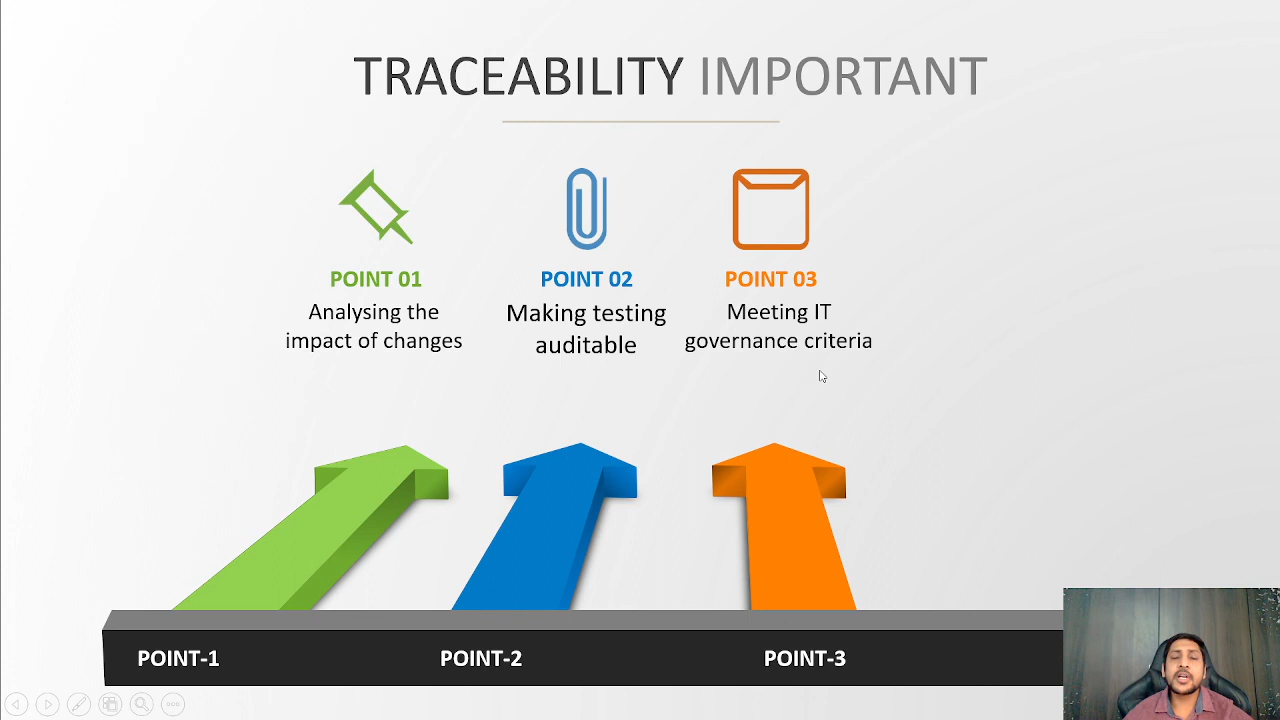 TRACEABILITY IMPORTANT
POINT 01
Analysing the
impact of changes
POINT 02
Making testing
auditable
POINT 03
Meeting IT
governance criteria
POINT-1
POINT-2
POINT-3